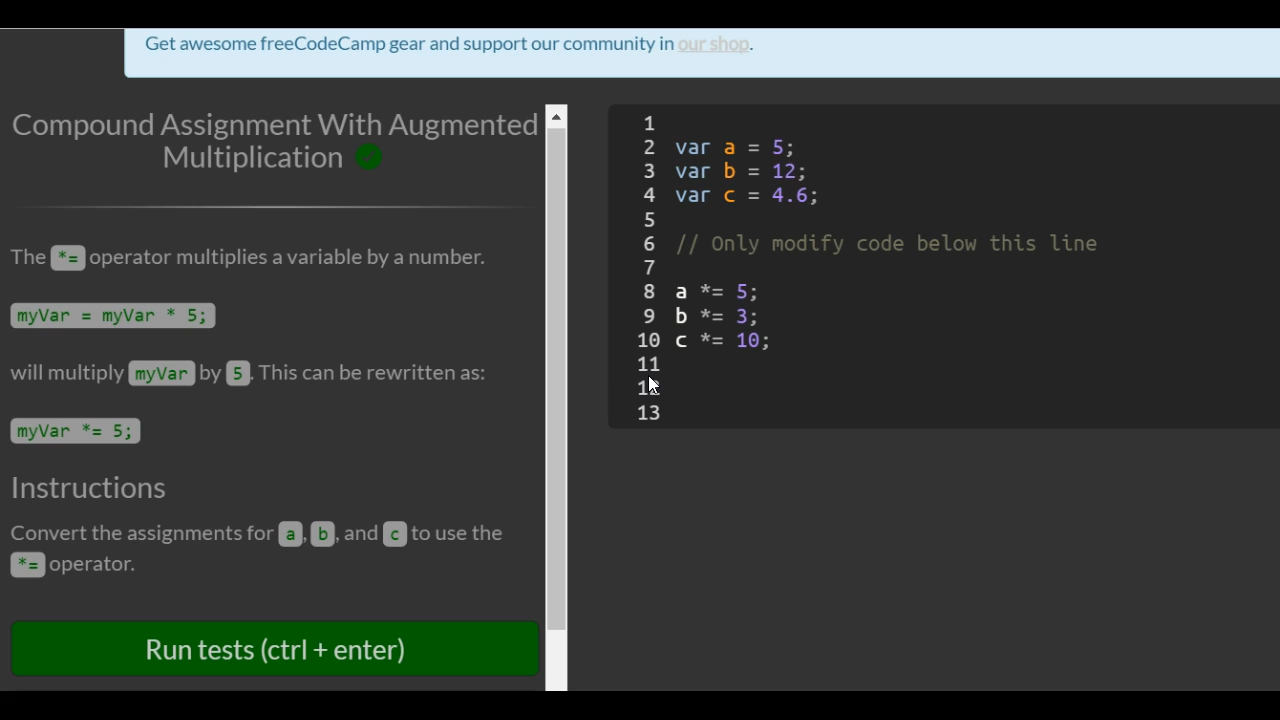 Get awesome freeCodeCamp gear and support our community in our shop.
Compound Assignment With Augmented
Multiplication
The *= operator multiplies a variable by a number.
myVar = myVar * 5;
will multiply myVar by 5. This can be rewritten as:
myVar *= 5;
Instructions
Convert the assignments for a, b, and c to use the
*= operator.
Run tests (ctrl + enter)
1
2 var a = 5;
3 var b = 12;
4 var c = 4.6;
5
6 // Only modify code below this line
7
8 a *= 5;
9 b *= 3;
10 c *= 10;
11
12
13